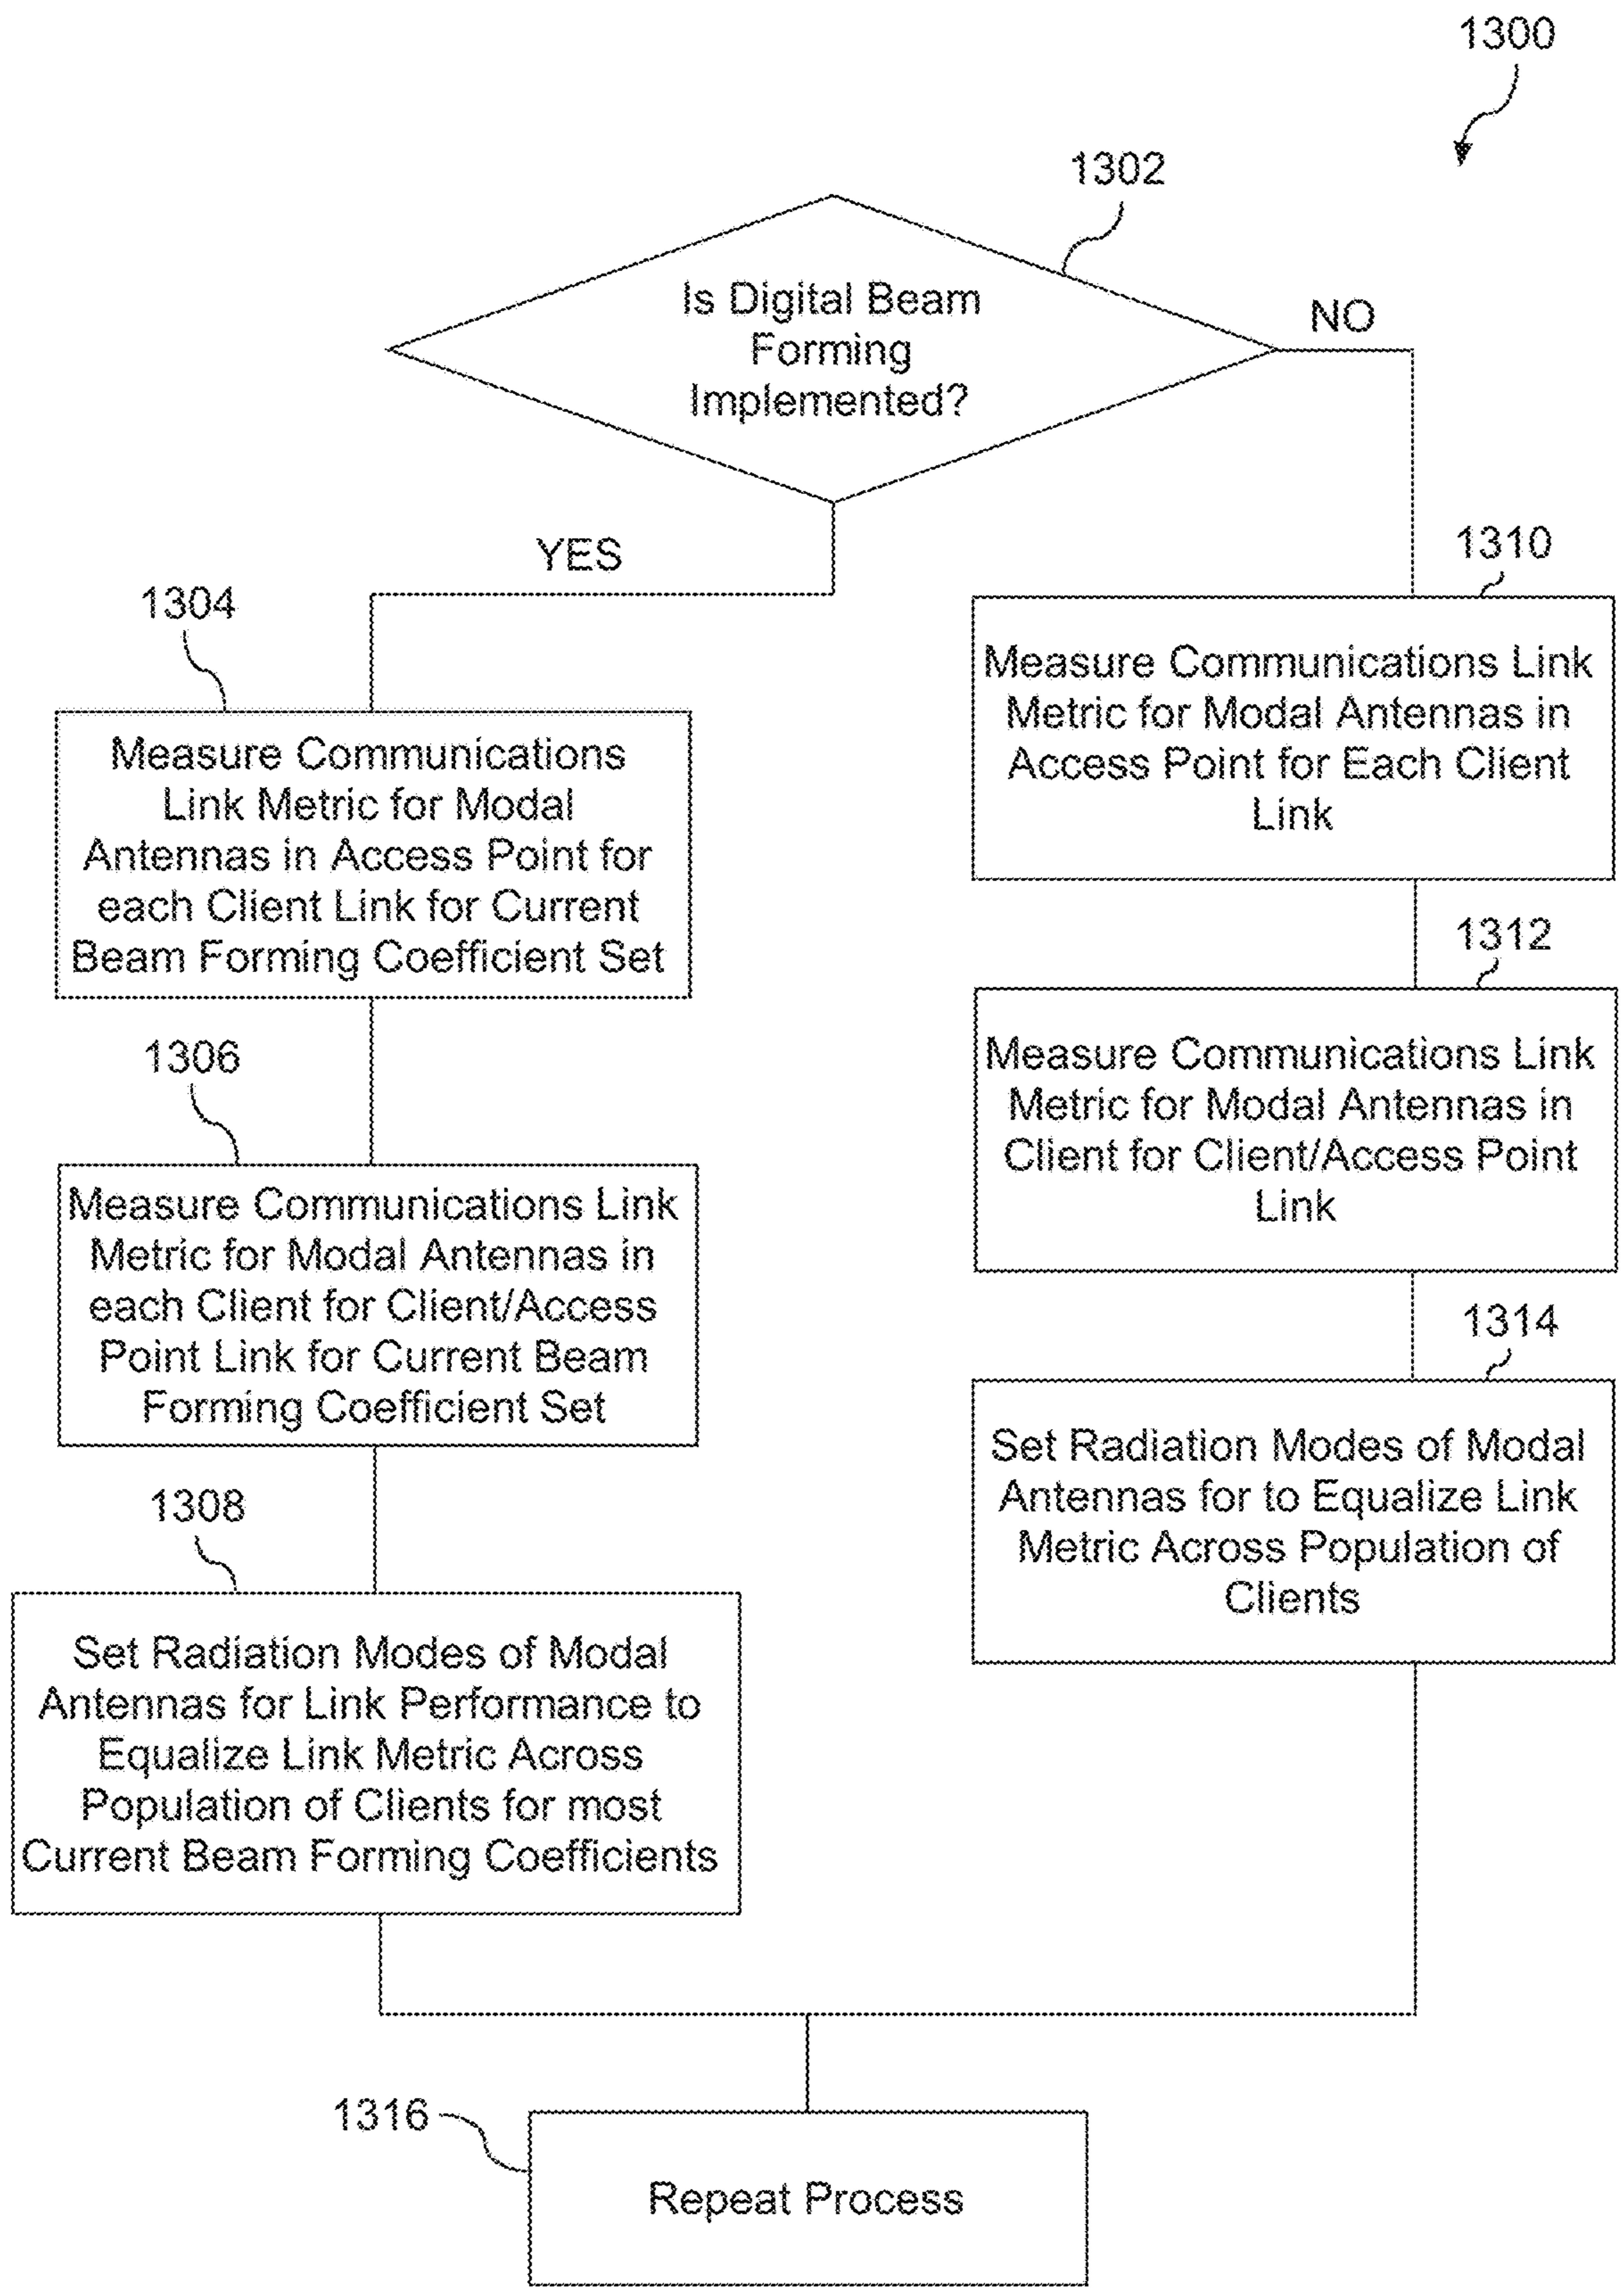 1300
1302
Is Digital Beam
Forming
Implemented?
NO
YES
1304
Measure Communications
Link Metric for Modal
Antennas in Access Point for
each Client Link for Current
Beam Forming Coefficient Set
1306
Measure Communications Link
Metric for Modal Antennas in
each Client for Client/Access
Point Link for Current Beam
Forming Coefficient Set
1308
Set Radiation Modes of Modal
Antennas for Link Performance to
Equalize Link Metric Across
Population of Clients for most
Current Beam Forming Coefficients
1310
Measure Communications Link
Metric for Modal Antennas in
Access Point for Each Client
Link
1312
Measure Communications Link
Metric for Modal Antennas in
Client for Client/Access Point
Link
1314
Set Radiation Modes of Modal
Antennas for to Equalize Link
Metric Across Population of
Clients
1316
Repeat Process